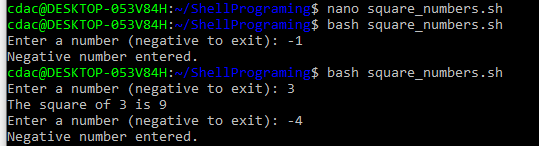 cdac@DESKTOP-053V84H:~/ShellPrograming$ nano square_numbers.sh
cdac@DESKTOP-053V84H:~/ShellPrograming$ bash square_numbers.sh
Enter a number (negative to exit): -1
Negative number entered.
cdac@DESKTOP-053V84H:~/ShellPrograming$ bash square_numbers.sh
Enter a number (negative to exit): 3
The square of 3 is 9
Enter a number (negative to exit): -4
Negative number entered.